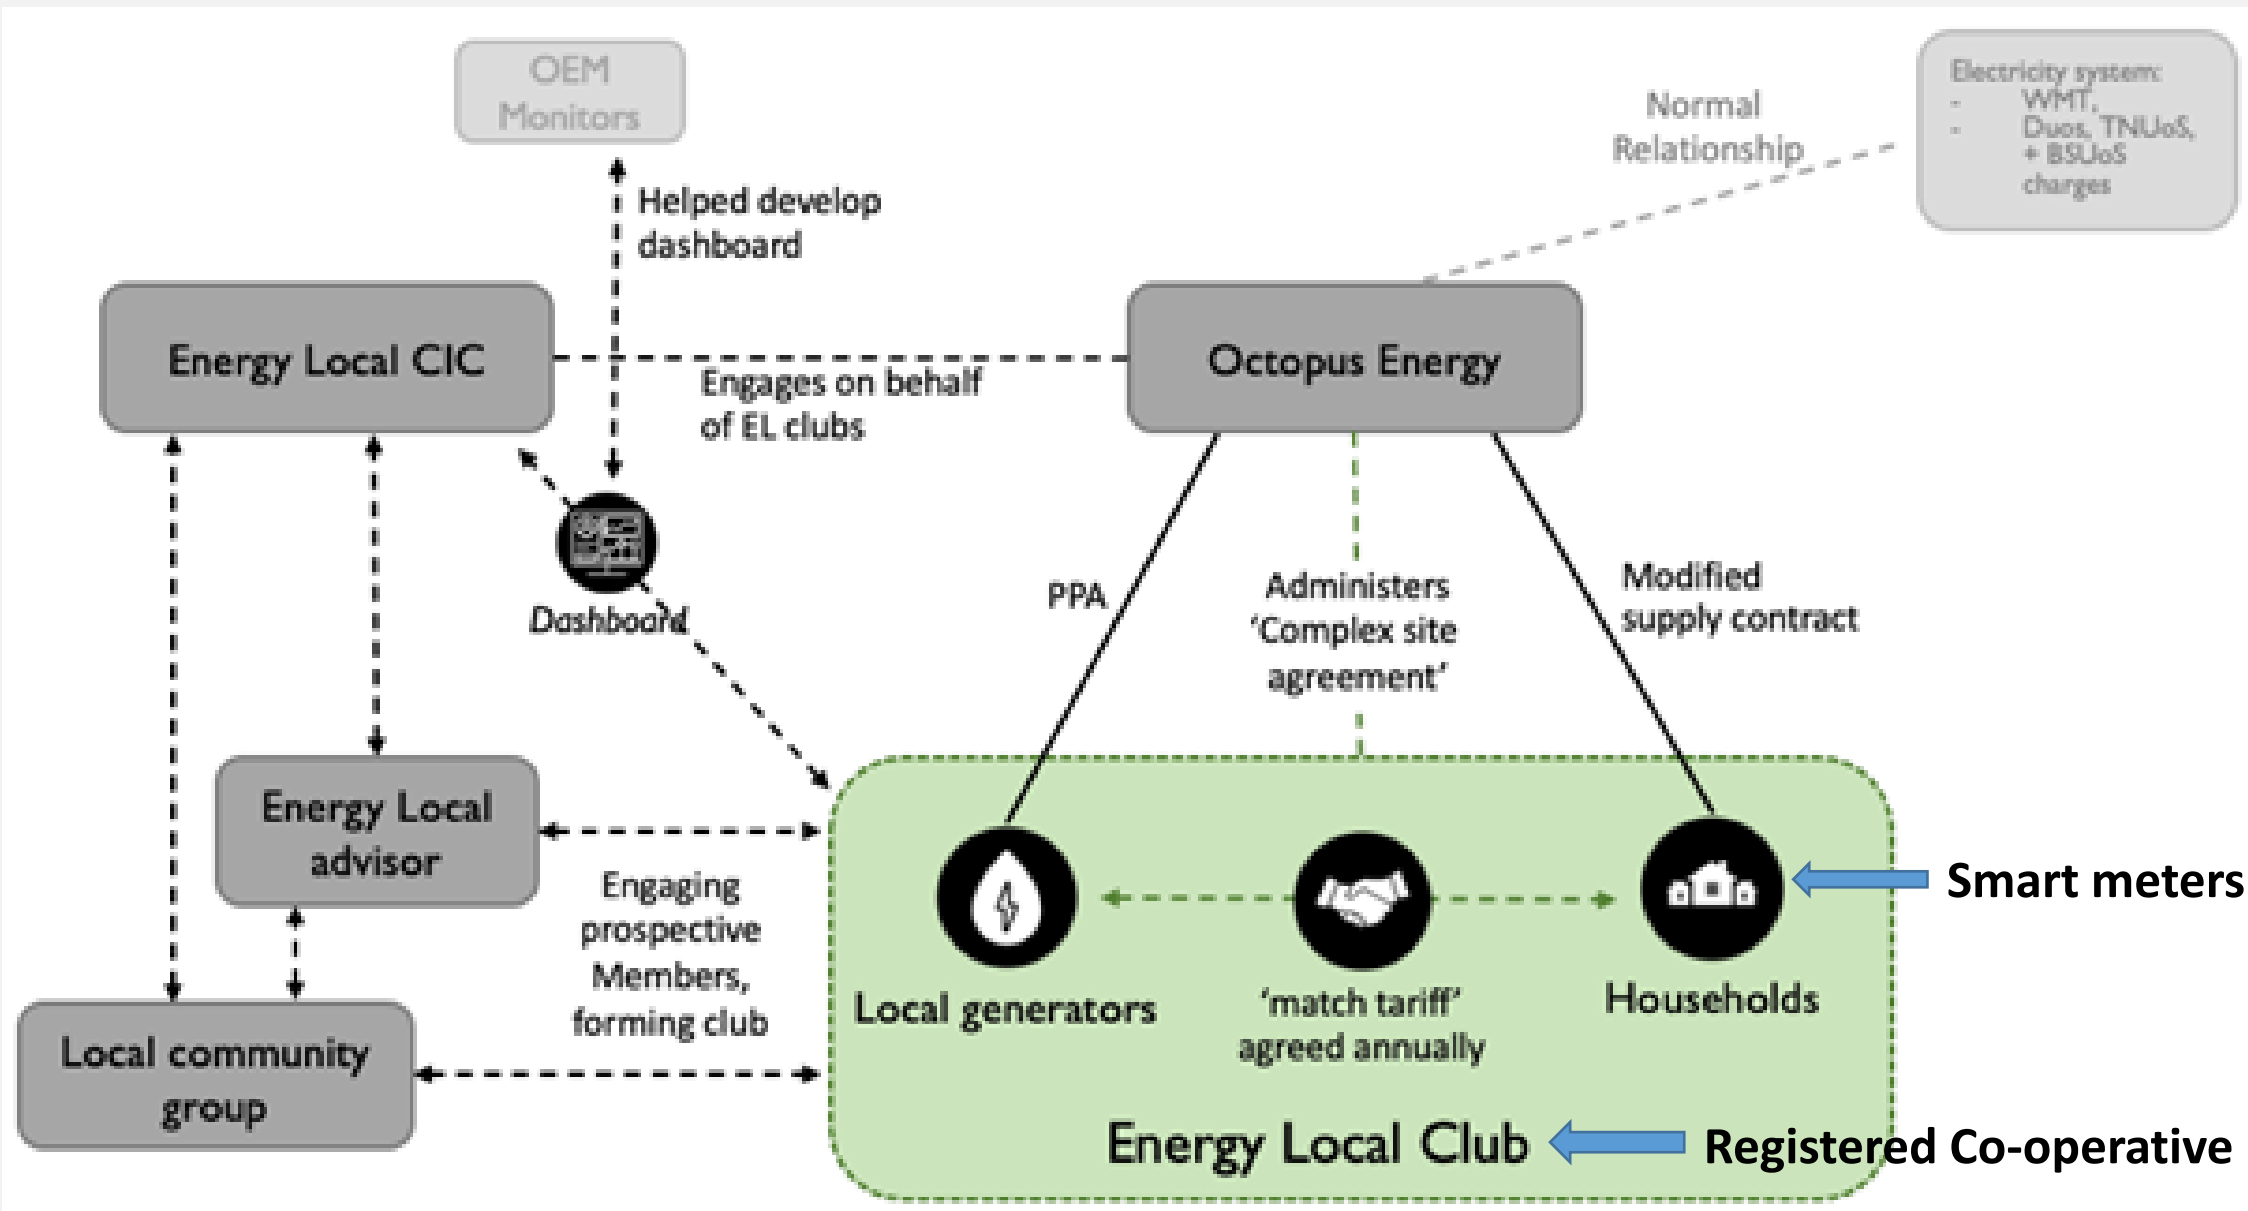 OEM
Monitors
Electricity system:
- WMT,
- Duos, TNUoS,
+ BSUoS
charges
Normal
Relationship
Helped develop
dashboard
Energy Local CIC
Octopus Energy
Engages on behalf
of EL clubs
Dashboard
PPA
Administers
‘Complex site
agreement’
Modified
supply contract
Energy Local
advisor
Engaging
prospective
Members,
forming club
Local community
group
Local generators
‘match tariff’
agreed annually
Households
Smart meters
Energy Local Club
Registered Co-operative